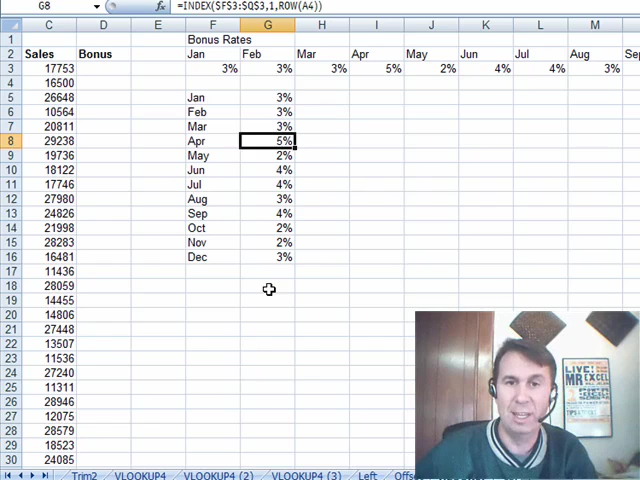 G8 fx =INDEX($F$3:$Q$3,1,ROW(A4))
C D E F G H I J K L M
1 Bonus Rates
2 Sales Bonus Jan Feb Mar Apr May Jun Jul Aug Sep
3 17753 3% 3% 3% 5% 2% 4% 4% 3%
4 16500
5 26648 Jan 3%
6 10564 Feb 3%
7 20811 Mar 3%
8 29238 Apr 5%
9 19736 May 2%
10 18122 Jun 4%
11 17746 Jul 4%
12 27980 Aug 3%
13 24826 Sep 4%
14 21998 Oct 2%
15 28283 Nov 2%
16 16481 Dec 3%
17 11436
18 28059
19 14455
20 14806
21 27448
22 13507
23 11536
24 27240
25 11311
26 28946
27 12075
28 28579
29 18523
30 24085
LIVE!
MR EXCEL
Trim2 VLOOKUP4 VLOOKUP4 (2) VLOOKUP4 (3) Left